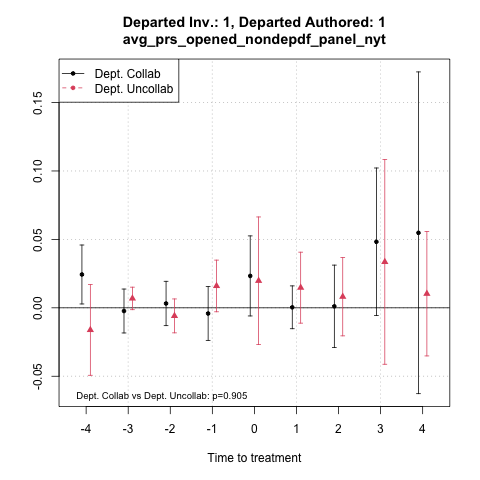 Departed Inv.: 1, Departed Authored: 1
avg_prs_opened_nondepdf_panel_nyt
Dept. Collab
Dept. Uncollab
0.15
0.10
0.05
0.00
-0.05
Dept. Collab vs Dept. Uncollab: p=0.905
-4 -3 -2 -1 0 1 2 3 4
Time to treatment